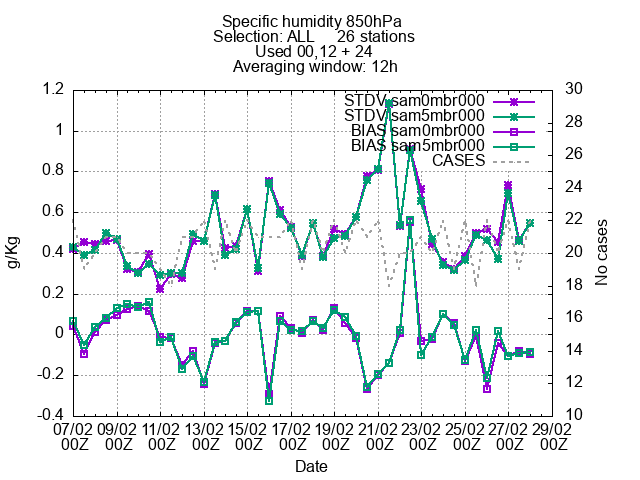 Specific humidity 850hPa
Selection: ALL 26 stations
Used 00,12 + 24
Averaging window: 12h
STDV sam0mbr000
STDV sam5mbr000
BIAS sam0mbr000
BIAS sam5mbr000
CASES
g/Kg
1.2
1
0.8
0.6
0.4
0.2
0
-0.2
-0.4
30
28
26
24
22
20
18
16
14
12
10
No cases
07/02 09/02 11/02 13/02 15/02 17/02 19/02 21/02 23/02 25/02 27/02 29/02
00Z 00Z 00Z 00Z 00Z 00Z 00Z 00Z 00Z 00Z 00Z 00Z
Date